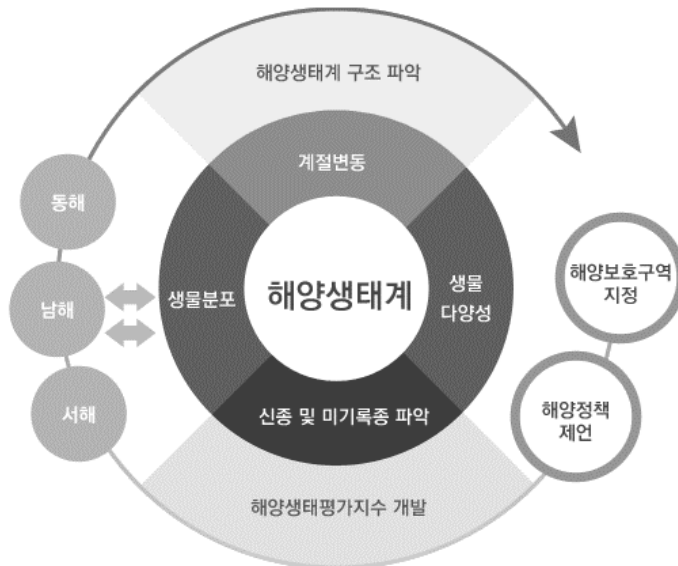 해양생태계 구조 파악
계절변동
동해
남해
서해
생물분포
해양생태계
생물
다양성
신종 및 미기록종 파악
해양생태평가지수 개발
해양보호구역
지정
해양정책
제언